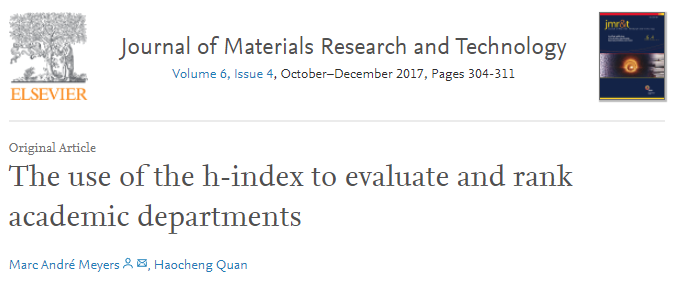 ELSEVIER
Journal of Materials Research and Technology
Volume 6, Issue 4, October–December 2017, Pages 304-311
jmr&t
Original Article
The use of the h-index to evaluate and rank
academic departments
Marc André Meyers, Haocheng Quan